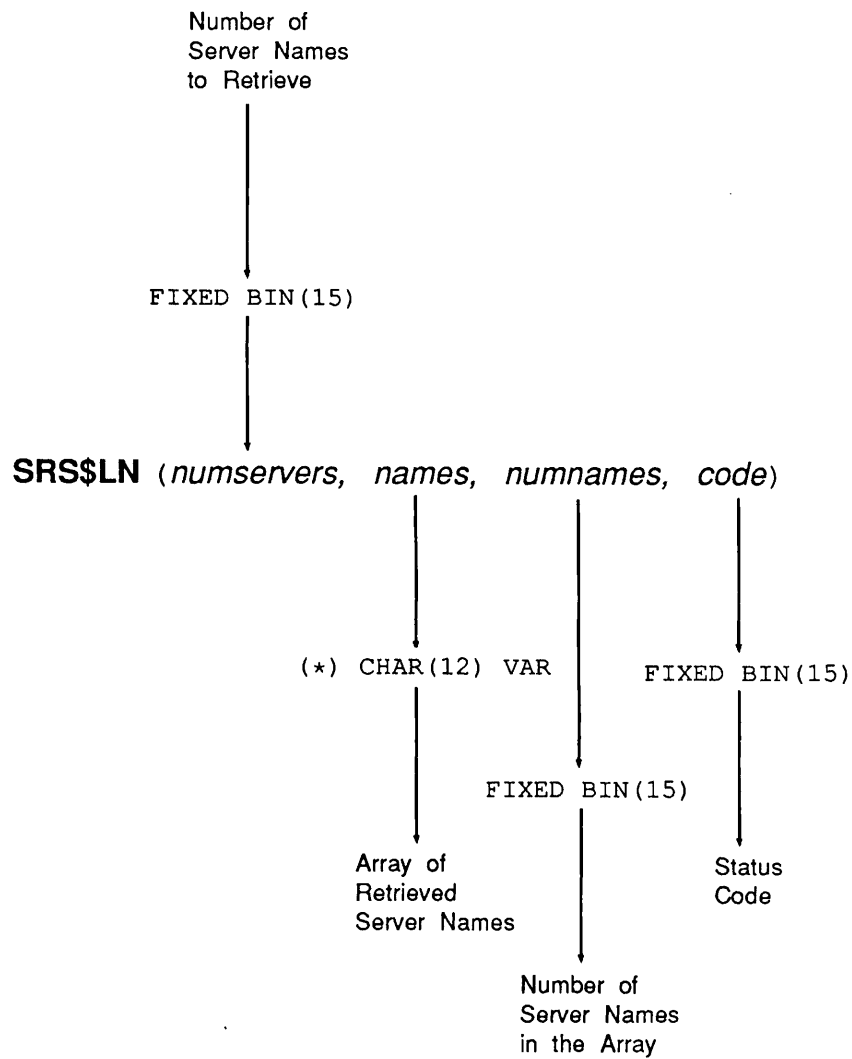 Number of
Server Names
to Retrieve
FIXED BIN(15)
SRS$LN (numservers, names, numnames, code)
(*) CHAR(12) VAR
FIXED BIN(15)
FIXED BIN(15)
Array of
Retrieved
Server Names
Status
Code
Number of
Server Names
in the Array